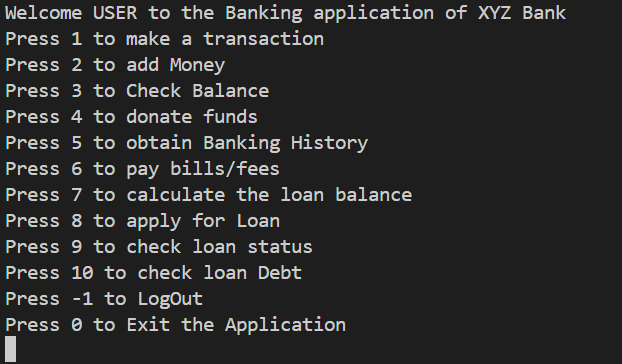 Welcome USER to the Banking application of XYZ Bank
Press 1 to make a transaction
Press 2 to add Money
Press 3 to Check Balance
Press 4 to donate funds
Press 5 to obtain Banking History
Press 6 to pay bills/fees
Press 7 to calculate the loan balance
Press 8 to apply for Loan
Press 9 to check loan status
Press 10 to check loan Debt
Press -1 to LogOut
Press 0 to Exit the Application